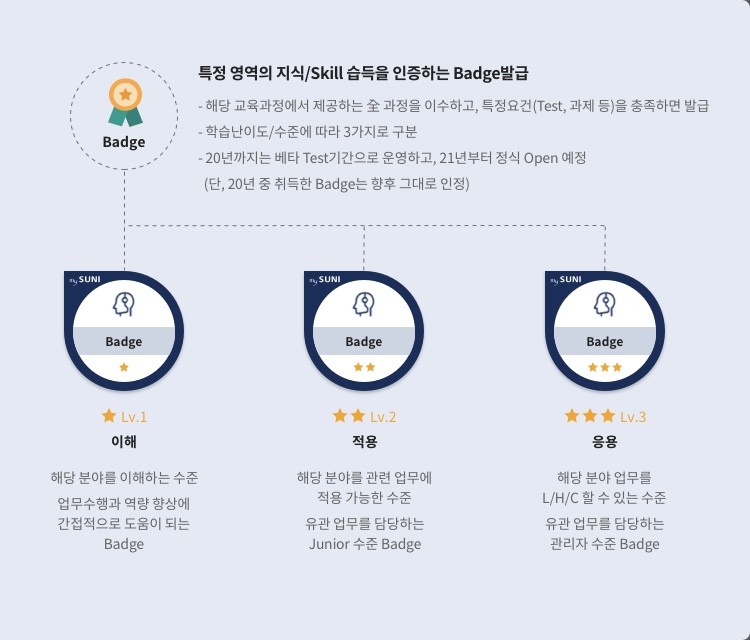 특정 영역의 지식/Skill 습득을 인증하는 Badge발급
- 해당 교육과정에서 제공하는 全 과정을 이수하고, 특정요건(Test, 과제 등)을 충족하면 발급
- 학습난이도/수준에 따라 3가지로 구분
- 20년까지는 베타 Test기간으로 운영하고, 21년부터 정식 Open 예정
(단, 20년 중 취득한 Badge는 향후 그대로 인정)
Badge
my SUNI
Badge
Lv.1
이해
해당 분야를 이해하는 수준
업무수행과 역량 향상에
간접적으로 도움이 되는
Badge
my SUNI
Badge
Lv.2
적용
해당 분야를 관련 업무에
적용 가능한 수준
유관 업무를 담당하는
Junior 수준 Badge
my SUNI
Badge
Lv.3
응용
해당 분야 업무를
L/H/C 할 수 있는 수준
유관 업무를 담당하는
관리자 수준 Badge